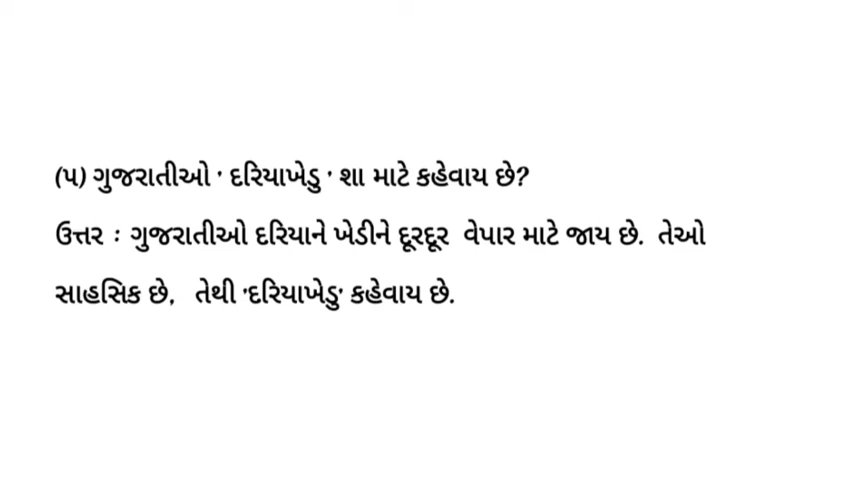 (૫) ગુજરાતીઓ ' દરિયાખેડુ ' શા માટે કહેવાય છે?
ઉત્તર : ગુજરાતીઓ દરિયાને ખેડીને દૂરદૂર વેપાર માટે જાય છે. તેઓ
સાહસિક છે, તેથી 'દરિયાખેડુ' કહેવાય છે.